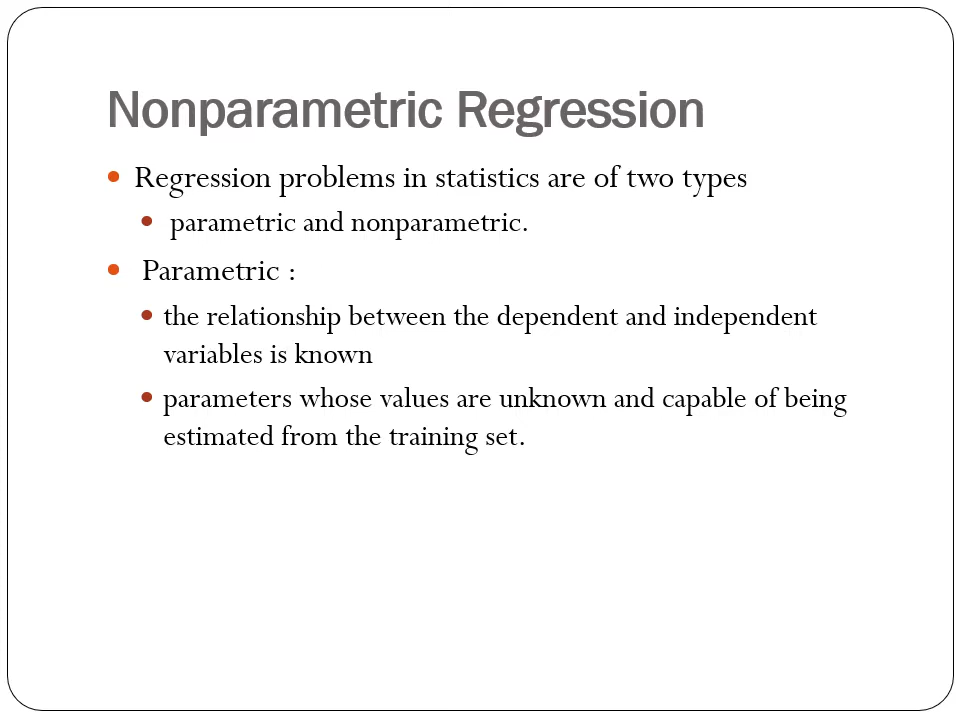 Nonparametric Regression
Regression problems in statistics are of two types
parametric and nonparametric.
Parametric :
the relationship between the dependent and independent
variables is known
parameters whose values are unknown and capable of being
estimated from the training set.